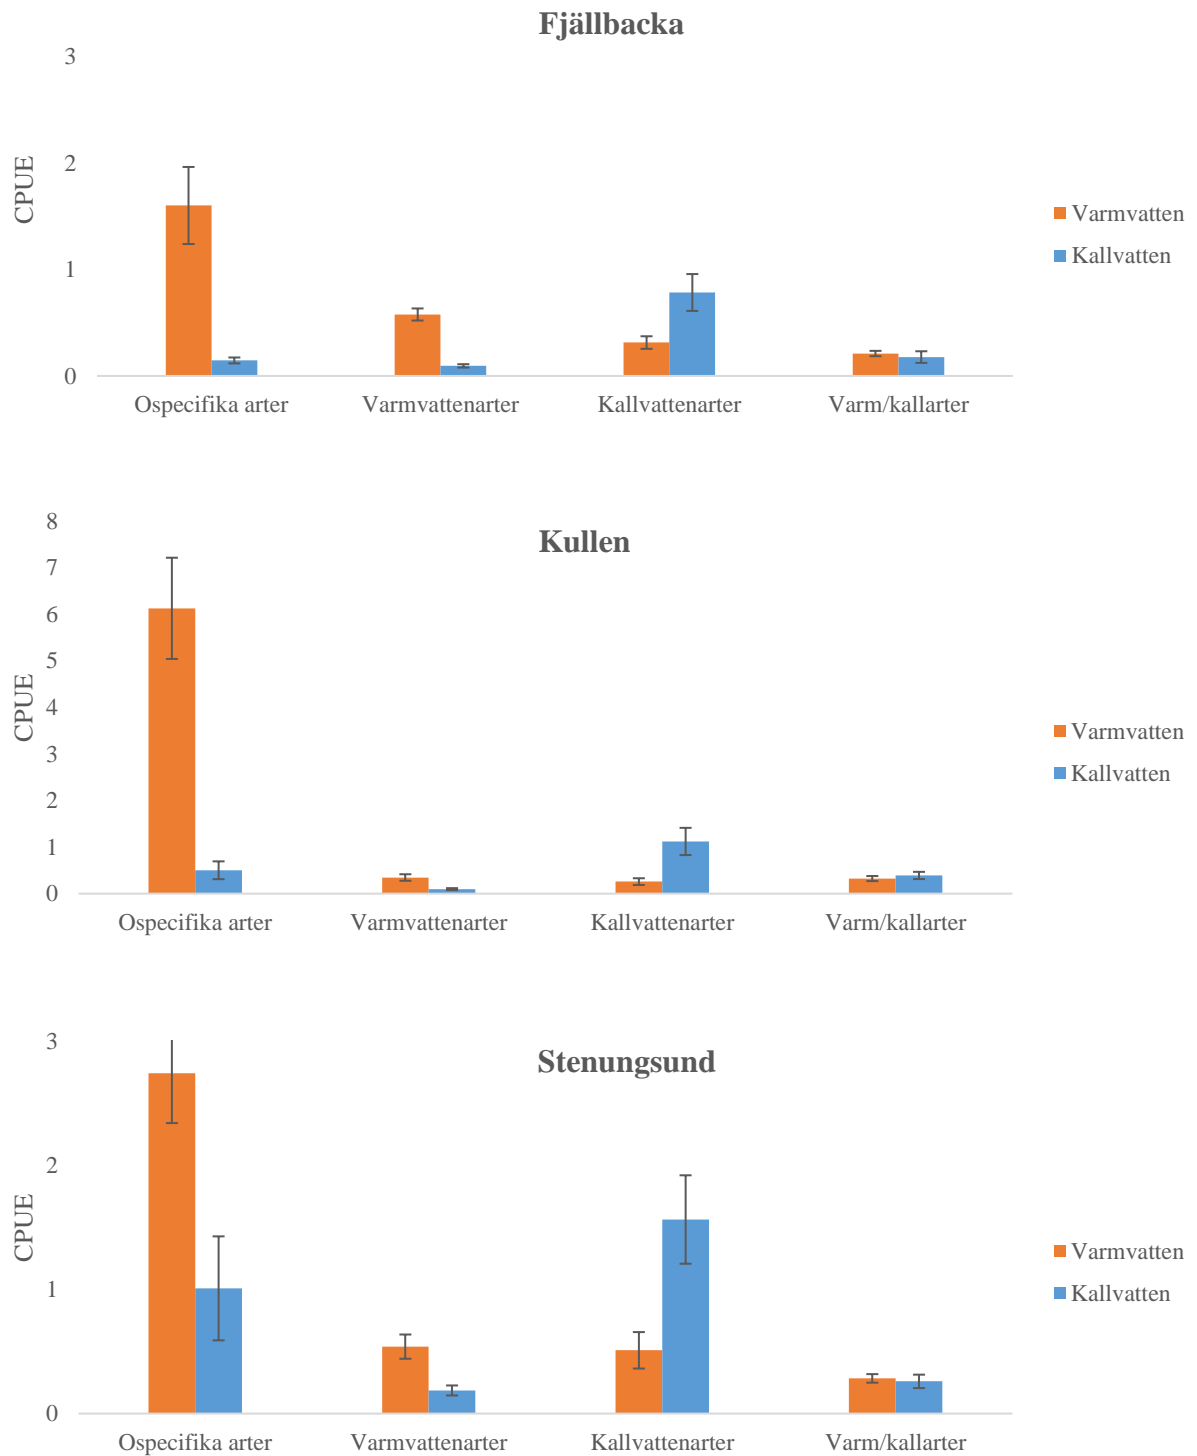 Fjällbacka
3
2
1
0
CPUE
Ospecifika arter Varmvattenarter Kallvattenarter Varm/kallarter
Varmvatten
Kallvatten
Kullen
8
7
6
5
4
3
2
1
0
CPUE
Ospecifika arter Varmvattenarter Kallvattenarter Varm/kallarter
Varmvatten
Kallvatten
Stenungsund
3
2
1
0
CPUE
Ospecifika arter Varmvattenarter Kallvattenarter Varm/kallarter
Varmvatten
Kallvatten